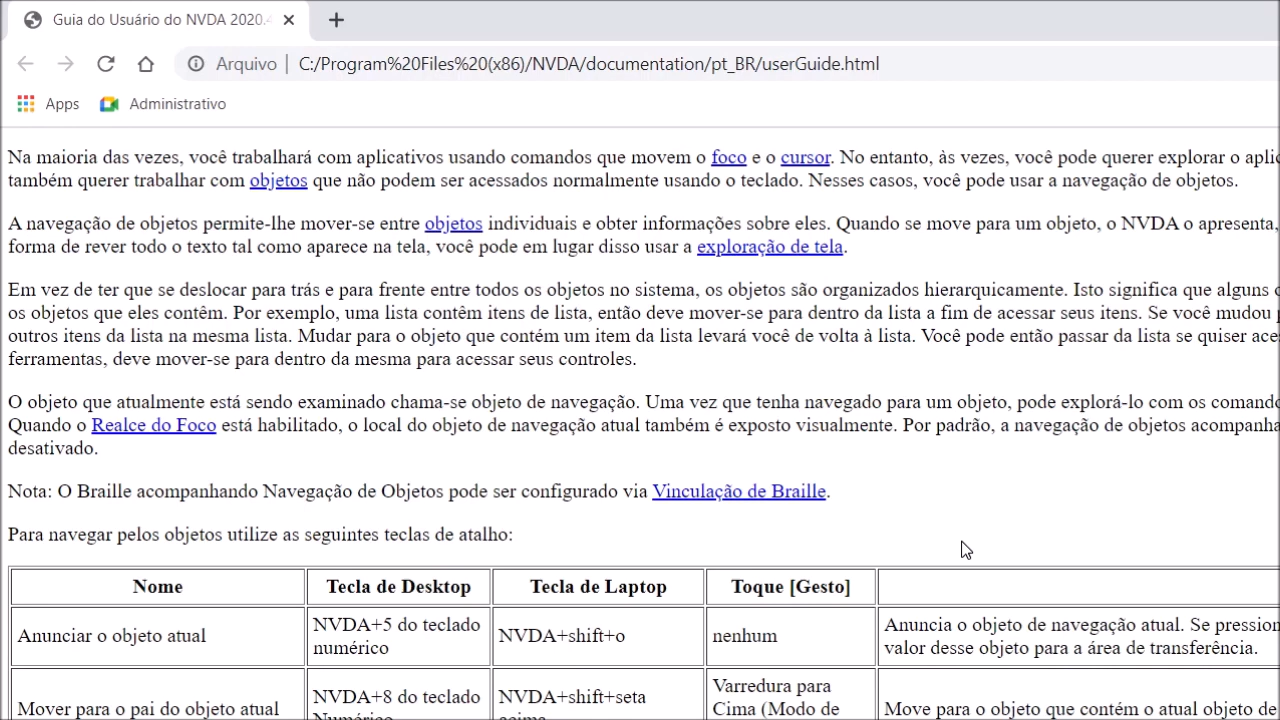 Guia do Usuário do NVDA 2020.4
Arquivo | C:/Program%20Files%20(x86)/NVDA/documentation/pt_BR/userGuide.html
Apps Administrativo
Na maioria das vezes, você trabalhará com aplicativos usando comandos que movem o foco e o cursor. No entanto, às vezes, você pode querer explorar o
também querer trabalhar com objetos que não podem ser acessados normalmente usando o teclado. Nesses casos, você pode usar a navegação de objetos.
A navegação de objetos permite-lhe mover-se entre objetos individuais e obter informações sobre eles. Quando se move para um objeto, o NVDA o apresenta,
forma de rever todo o texto tal como aparece na tela, você pode em lugar disso usar a exploração de tela.
Em vez de ter que se deslocar para trás e para frente entre todos os objetos no sistema, os objetos são organizados hierarquicamente. Isto significa que alguns
os objetos que eles contêm. Por exemplo, uma lista contêm itens de lista, então deve mover-se para dentro da lista a fim de acessar seus itens. Se você mudou
outros itens da lista na mesma lista. Mudar para o objeto que contém um item da lista levará você de volta à lista. Você pode então passar da lista se quiser
ferramentas, deve mover-se para dentro da mesma para acessar seus controles.
O objeto que atualmente está sendo examinado chama-se objeto de navegação. Uma vez que tenha navegado para um objeto, pode explorá-lo com os
Quando o Realce do Foco está habilitado, o local do objeto de navegação atual também é exposto visualmente. Por padrão, a navegação de objetos acompanha
desativado.
Nota: O Braille acompanhando Navegação de Objetos pode ser configurado via Vinculação de Braille.
Para navegar pelos objetos utilize as seguintes teclas de atalho:
Nome Tecla de Desktop Tecla de Laptop Toque [Gesto]
Anunciar o objeto atual NVDA+5 do teclado numérico NVDA+shift+o nenhum Anuncia o objeto de navegação atual. Se
valor desse objeto para a área de transferência.
Mover para o pai do objeto atual NVDA+8 do teclado Numérico NVDA+shift+seta acima Varredura para Cima (Modo de Move para o objeto que contém o atual objeto de